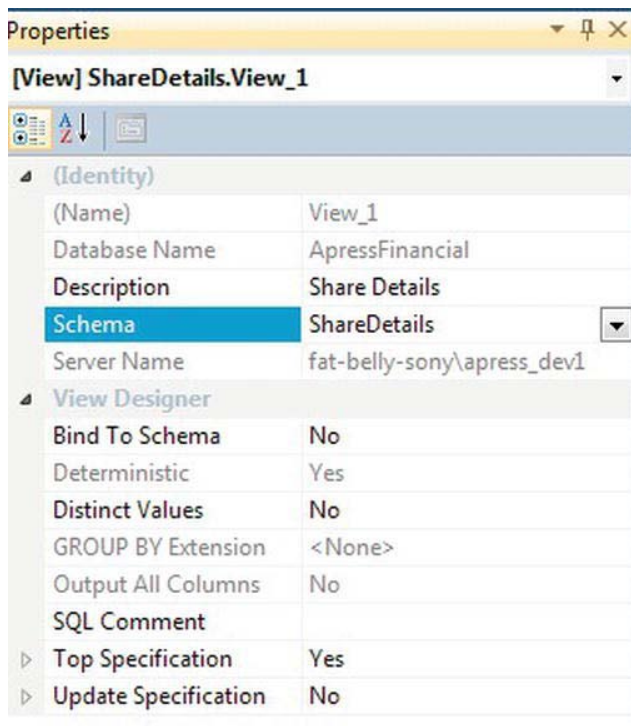 Properties
[View] ShareDetails.View_1
A
Z
(Identity)
(Name) View_1
Database Name ApressFinancial
Description Share Details
Schema ShareDetails
Server Name fat-belly-sony\apress_dev1
View Designer
Bind To Schema No
Deterministic Yes
Distinct Values No
GROUP BY Extension <None>
Output All Columns No
SQL Comment
Top Specification Yes
Update Specification No